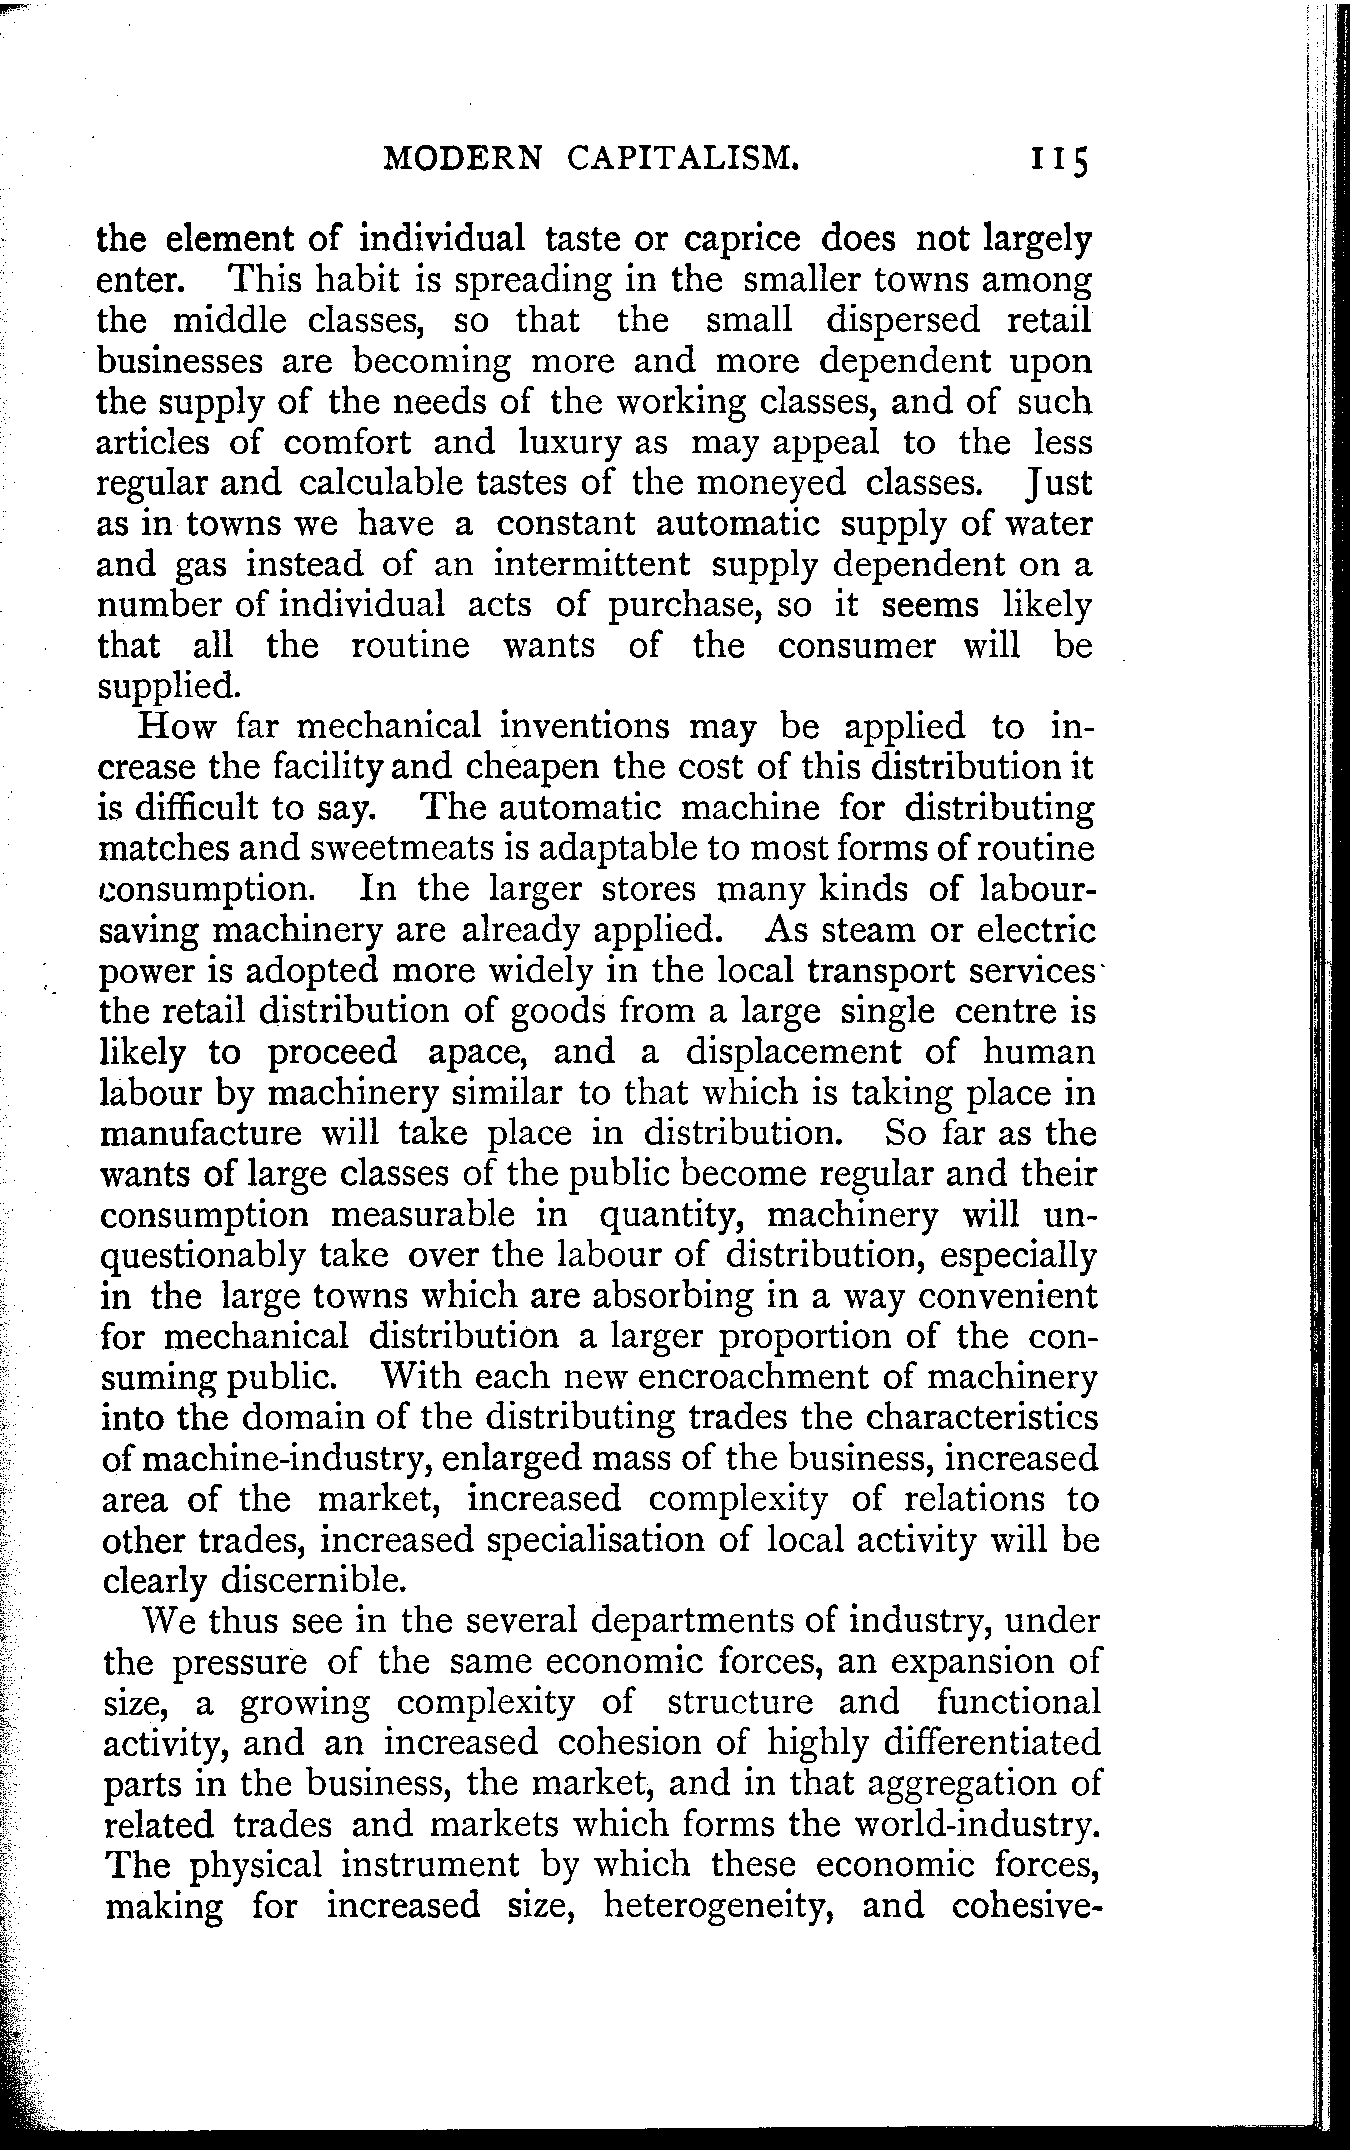 MODERN CAPITALISM. 115
the element of individual taste or caprice does not largely
enter. This habit is spreading in the smaller towns among
the middle classes, so that the small dispersed retail
businesses are becoming more and more dependent upon
the supply of the needs of the working classes, and of such
articles of comfort and luxury as may appeal to the less
regular and calculable tastes of the moneyed classes. Just
as in towns we have a constant automatic supply of water
and gas instead of an intermittent supply dependent on a
number of individual acts of purchase, so it seems likely
that all the routine wants of the consumer will be
supplied.
How far mechanical inventions may be applied to in-
crease the facility and cheapen the cost of this distribution it
is difficult to say. The automatic machine for distributing
matches and sweetmeats is adaptable to most forms of routine
consumption. In the larger stores many kinds of labour-
saving machinery are already applied. As steam or electric
power is adopted more widely in the local transport services
the retail distribution of goods from a large single centre is
likely to proceed apace, and a displacement of human
labour by machinery similar to that which is taking place in
manufacture will take place in distribution. So far as the
wants of large classes of the public become regular and their
consumption measurable in quantity, machinery will un-
questionably take over the labour of distribution, especially
in the large towns which are absorbing in a way convenient
for mechanical distribution a larger proportion of the con-
suming public. With each new encroachment of machinery
into the domain of the distributing trades the characteristics
of machine-industry, enlarged mass of the business, increased
area of the market, increased complexity of relations to
other trades, increased specialisation of local activity will be
clearly discernible.
We thus see in the several departments of industry, under
the pressure of the same economic forces, an expansion of
size, a growing complexity of structure and functional
activity, and an increased cohesion of highly differentiated
parts in the business, the market, and in that aggregation of
related trades and markets which forms the world-industry.
The physical instrument by which these economic forces,
making for increased size, heterogeneity, and cohesive-